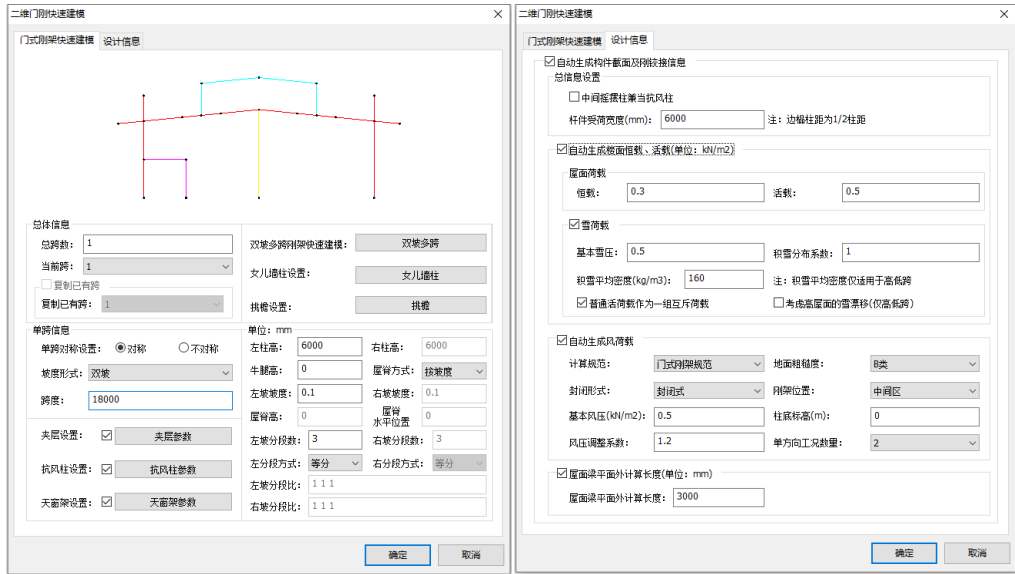 二维门刚快速建模
门式刚架快速建模 设计信息
总体信息
总跨数： 1
当前跨： 1
复制已有跨
复制已有跨： 1
双坡多跨刚架快速建模： 双坡多跨
女儿墙柱设置： 女儿墙柱
挑檐设置： 挑檐
单跨信息
单跨对称设置： 对称 不对称
坡度形式： 双坡
跨度： 18000
夹层设置： 夹层参数
抗风柱设置： 抗风柱参数
天窗架设置： 天窗架参数
单位：mm
左柱高： 6000 右柱高： 6000
牛腿高： 0 屋脊方式： 按坡度
左坡坡度： 0.1 右坡坡度： 0.1
屋脊高： 0 屋脊
水平位置 0
左坡分段数： 3 右坡分段数： 3
左分段方式： 等分 右分段方式： 等分
左坡分段比： 1 1 1
右坡分段比： 1 1 1
确定 取消
二维门刚快速建模
门式刚架快速建模 设计信息
自动生成构件截面及刚铰接信息
总信息设置
中间摇摆柱兼当抗风柱
杆件受荷宽度(mm)： 6000 注：边榀柱距为1/2柱距
自动生成楼面恒载、活载(单位：kN/m2)
屋面荷载
恒载： 0.3 活载： 0.5
雪荷载
基本雪压： 0.5 积雪分布系数： 1
积雪平均密度(kg/m3)： 160 注：积雪平均密度仅适用于高低跨
普通活荷载作为一组互斥荷载 考虑高屋面的雪漂移(仅高低跨)
自动生成风荷载
计算规范： 门式刚架规范 地面粗糙度： B类
封闭形式： 封闭式 刚架位置： 中间区
基本风压(kN/m2)： 0.5 柱底标高(m)： 0
风压调整系数： 1.2 单方向工况数量： 2
屋面梁平面外计算长度(单位：mm)
屋面梁平面外计算长度： 3000
确定 取消